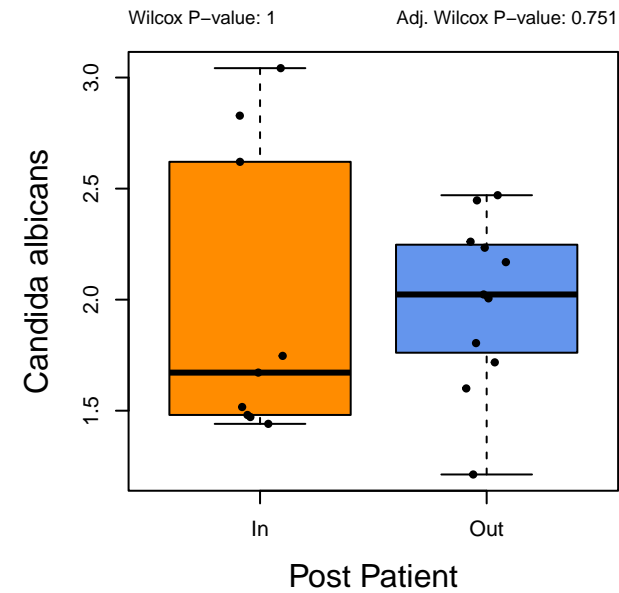 Wilcox P−value: 1
Adj. Wilcox P−value: 0.751
Candida albicans
3.0
2.5
2.0
1.5
In
Out
Post Patient